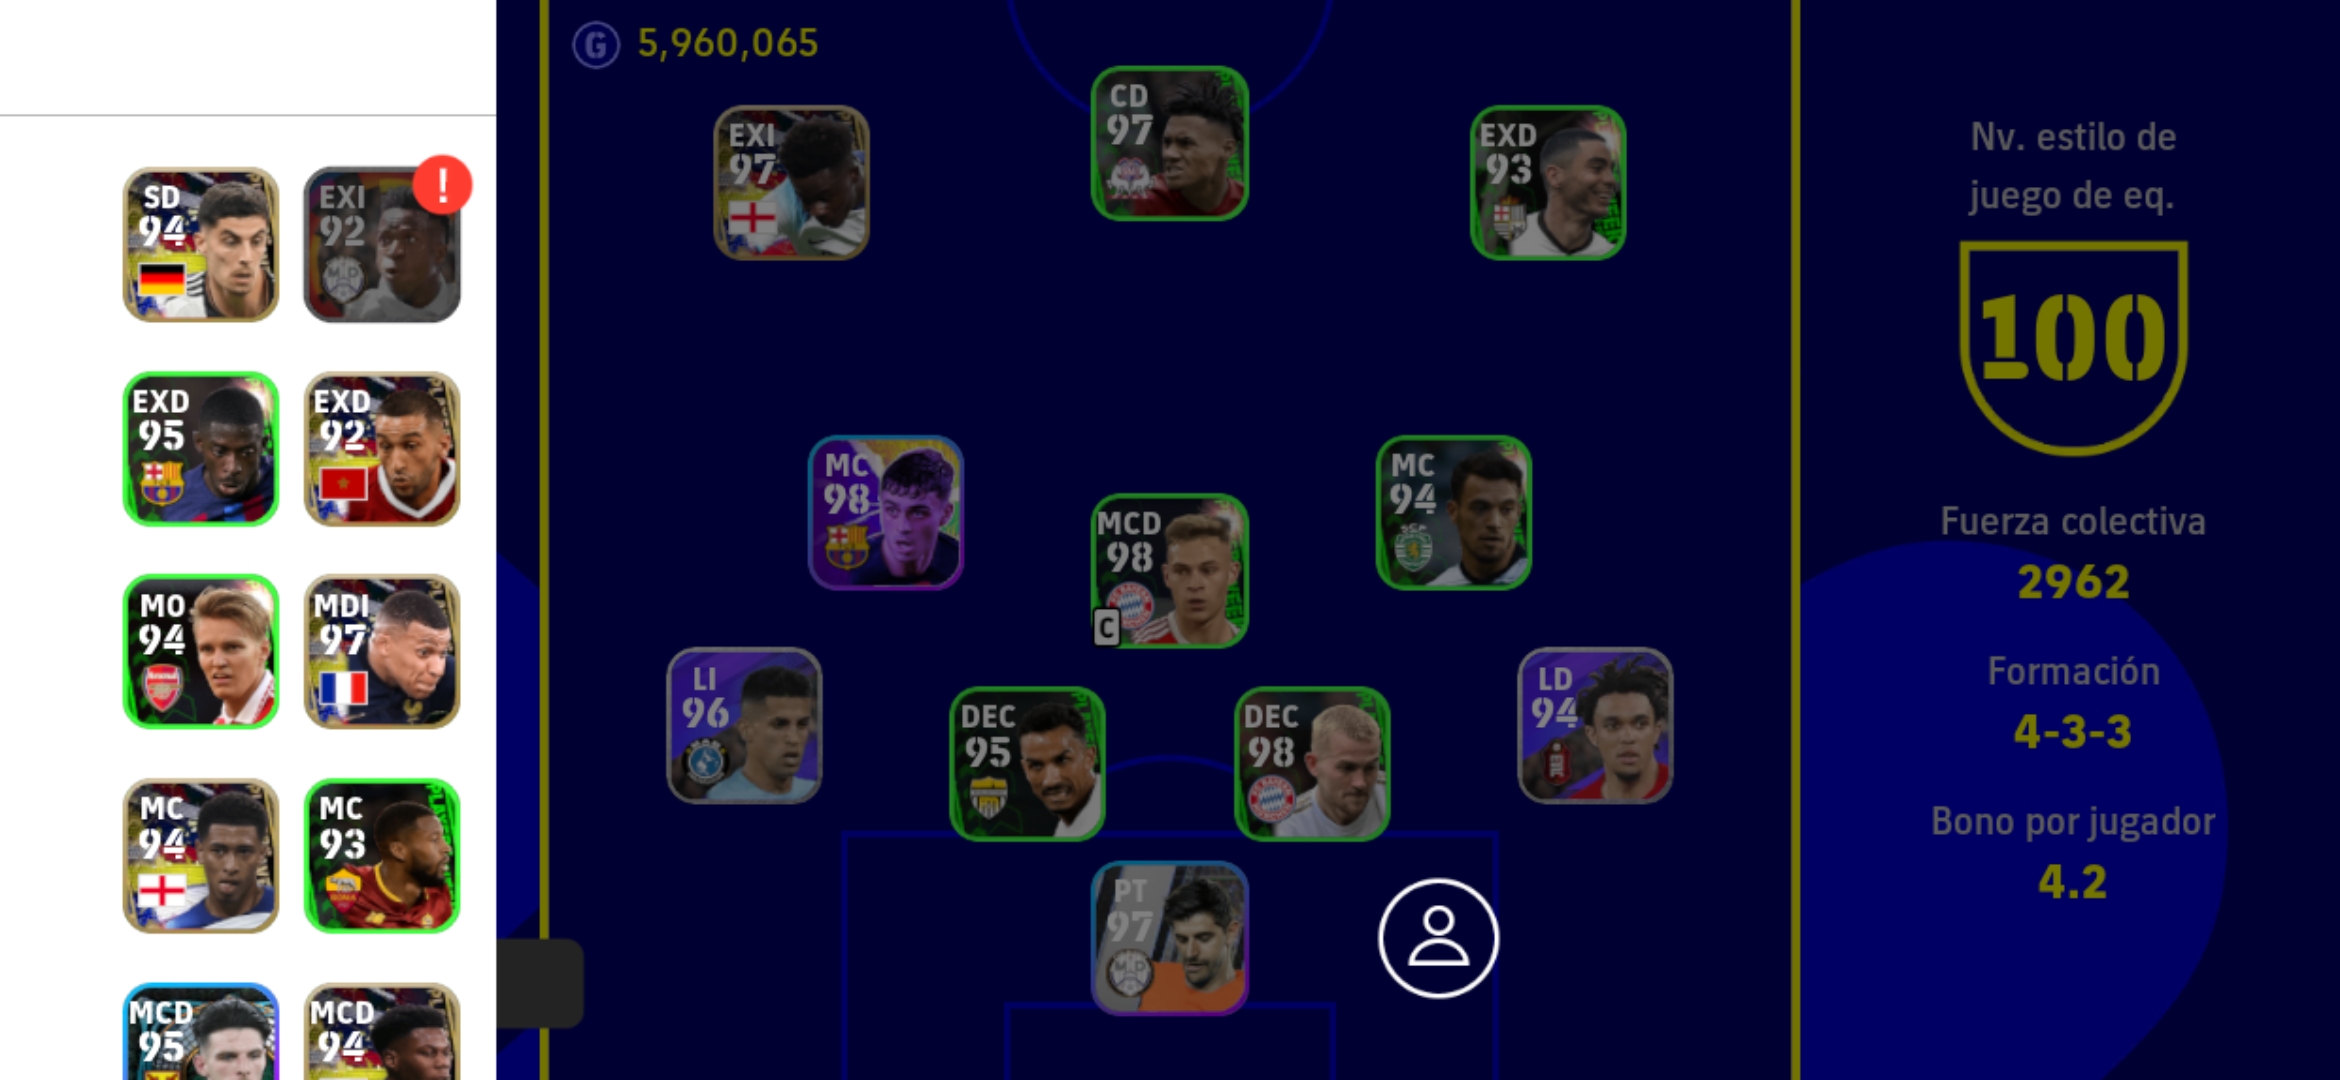 5,960,065
SD
94
EXI
92
!
EXD
95
EXD
92
MO
94
MDI
97
MC
94
MC
93
MCD
95
MCD
94
EXI
97
CD
97
EXD
93
MC
98
MCD
98
C
MC
94
LI
96
DEC
95
DEC
98
LD
94
PT
97
Nv. estilo de
juego de eq.
100
Fuerza colectiva
2962
Formación
4-3-3
Bono por jugador
4.2